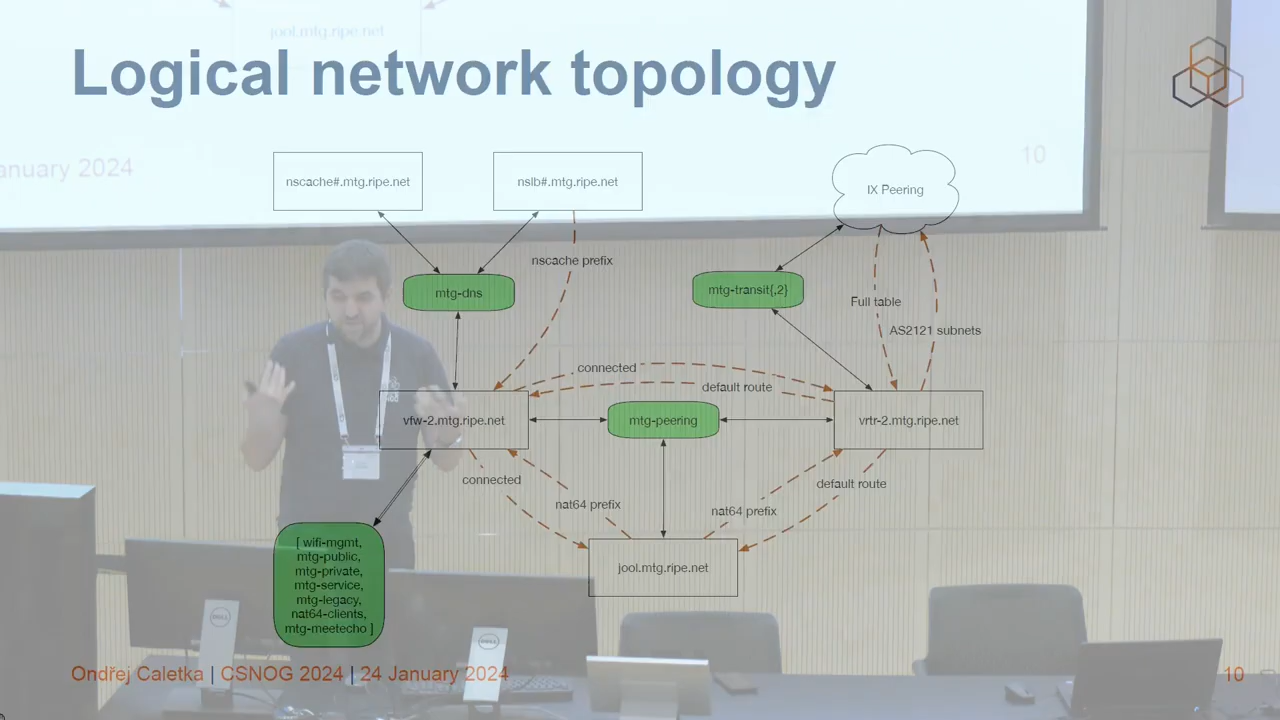 jool.mtg.ripe.net
Logical network topology
anuary 2024
10
nscache#.mtg.ripe.net
nslb#.mtg.ripe.net
IX Peering
nscache prefix
mtg-dns
mtg-transit{,2}
Full table
AS2121 subnets
connected
default route
vfw-2.mtg.ripe.net
mtg-peering
vrtr-2.mtg.ripe.net
connected
nat64 prefix
nat64 prefix
default route
[ wifi-mgmt,
mtg-public,
mtg-private,
mtg-service,
mtg-legacy,
nat64-clients,
mtg-meetecho ]
jool.mtg.ripe.net
DELL
DELL
Ondřej Caletka | CSNOG 2024 | 24 January 2024
10